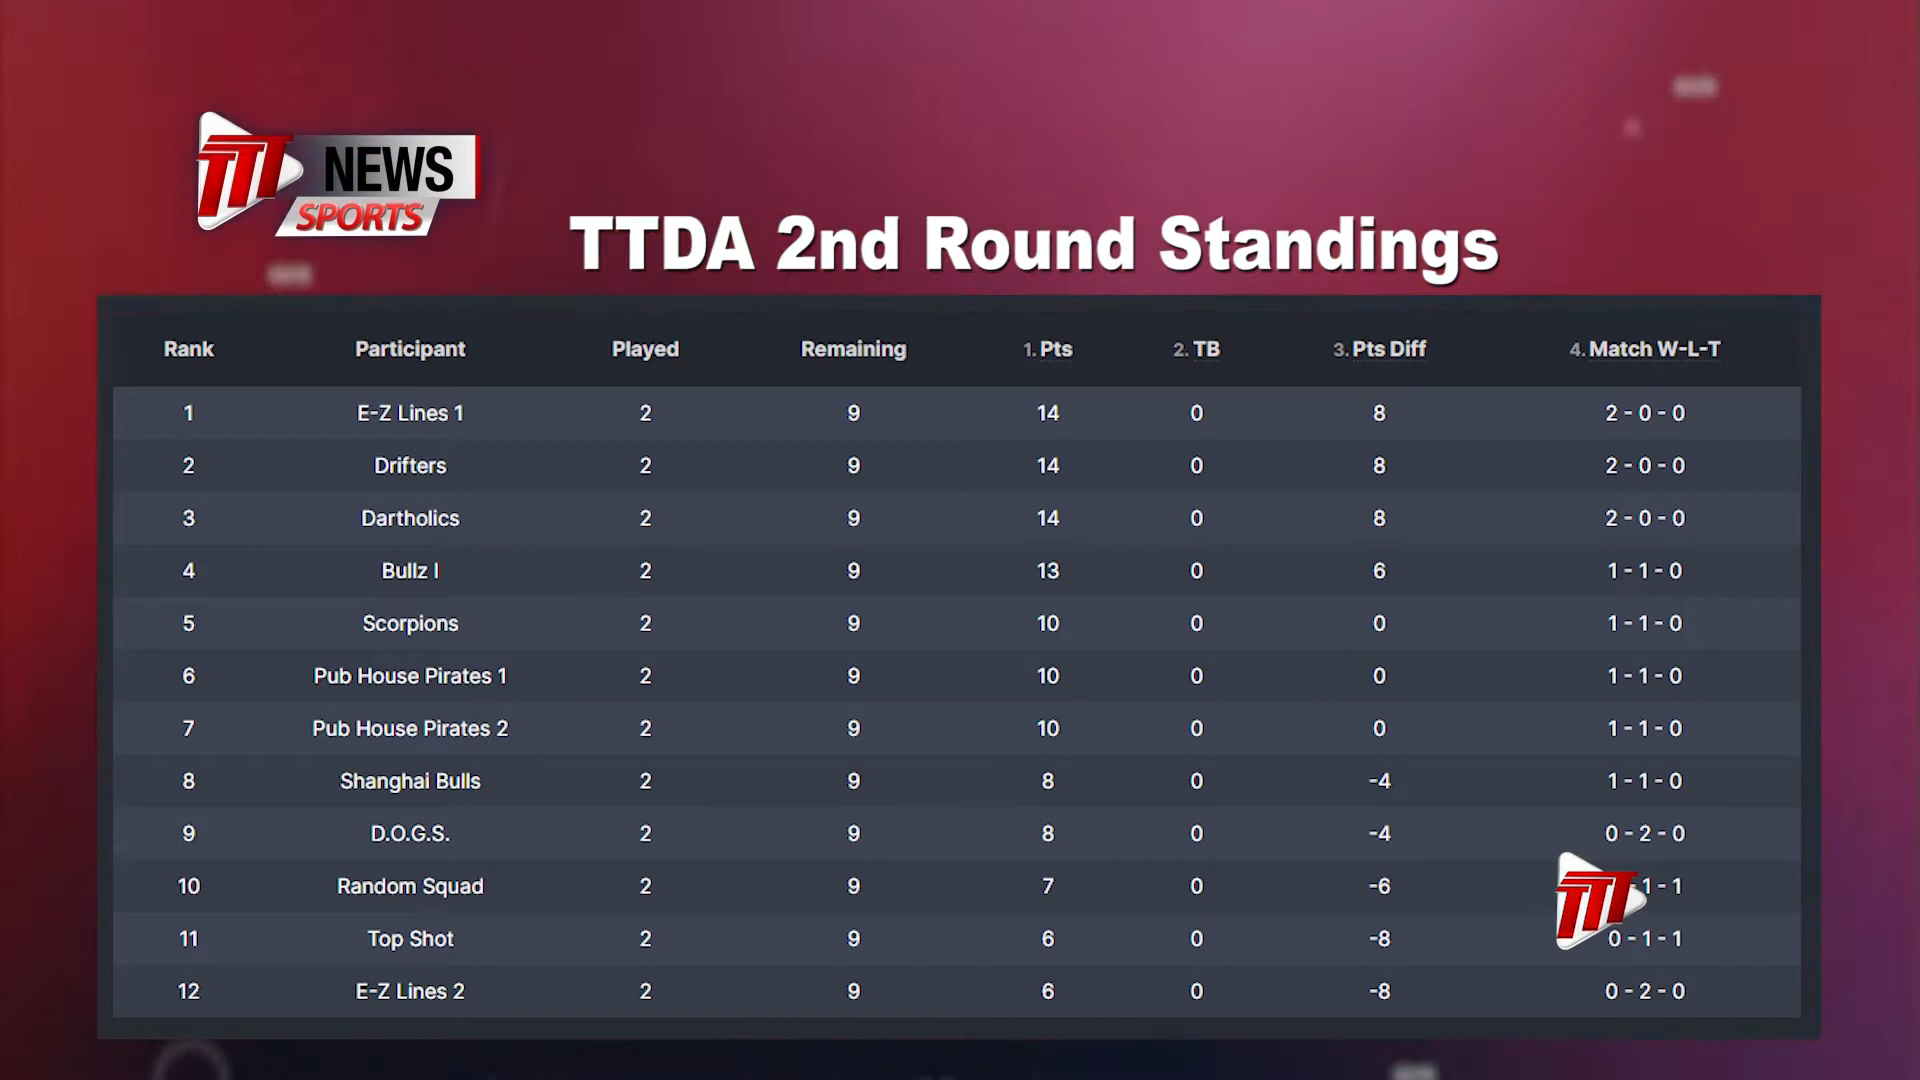 TTT NEWS
SPORTS
TTDA 2nd Round Standings
Rank Participant Played Remaining 1. Pts 2. TB 3. Pts Diff 4. Match W-L-T
1 E-Z Lines 1 2 9 14 0 8 2 - 0 - 0
2 Drifters 2 9 14 0 8 2 - 0 - 0
3 Dartholics 2 9 14 0 8 2 - 0 - 0
4 Bullz I 2 9 13 0 6 1 - 1 - 0
5 Scorpions 2 9 10 0 0 1 - 1 - 0
6 Pub House Pirates 1 2 9 10 0 0 1 - 1 - 0
7 Pub House Pirates 2 2 9 10 0 0 1 - 1 - 0
8 Shanghai Bulls 2 9 8 0 -4 1 - 1 - 0
9 D.O.G.S. 2 9 8 0 -4 0 - 2 - 0
10 Random Squad 2 9 7 0 -6 - 1 - 1
11 Top Shot 2 9 6 0 -8 0 - 1 - 1
12 E-Z Lines 2 2 9 6 0 -8 0 - 2 - 0
TTT